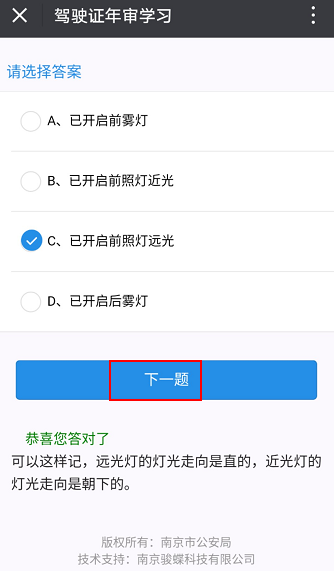 驾驶证年审学习
请选择答案
A、已开启前雾灯
B、已开启前照灯近光
C、已开启前照灯远光
D、已开启后雾灯
下一题
恭喜您答对了
可以这样记，远光灯的灯光走向是直的，近光灯的
灯光走向是朝下的。
版权所有：南京市公安局
技术支持：南京骏蝶科技有限公司